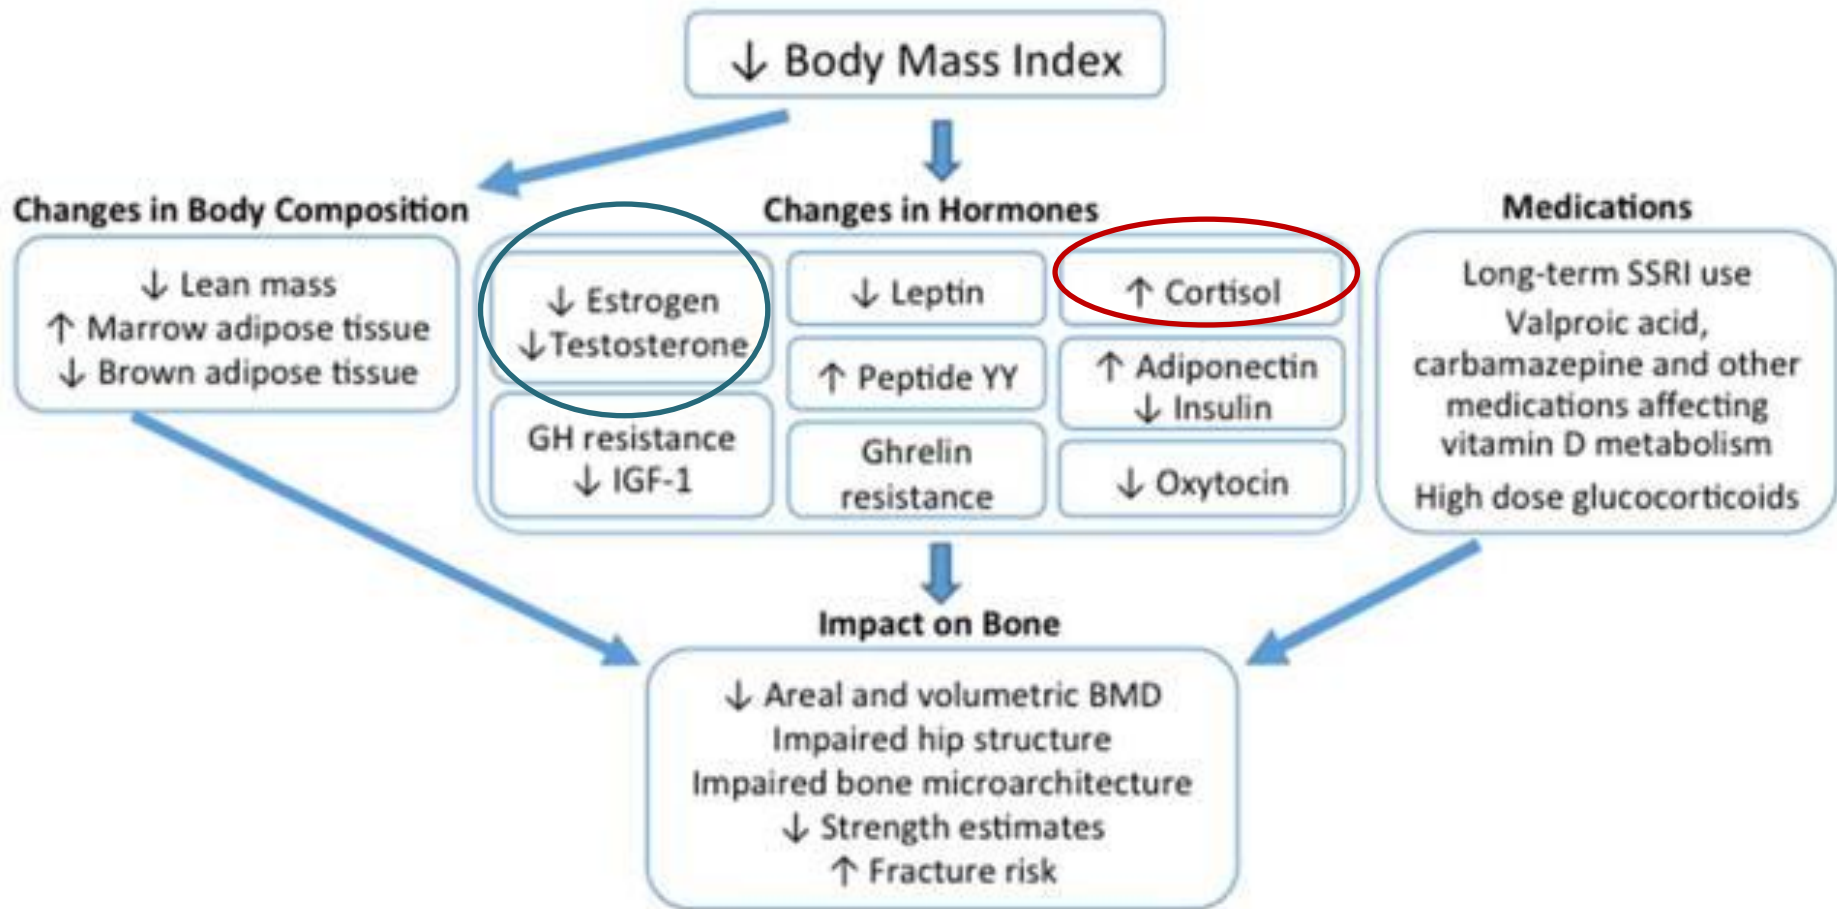 ↓ Body Mass Index
Changes in Body Composition
↓ Lean mass
↑ Marrow adipose tissue
↓ Brown adipose tissue
Changes in Hormones
↓ Estrogen
↓Testosterone
GH resistance
↓ IGF-1
↓ Leptin
↑ Peptide YY
Ghrelin
resistance
↑ Cortisol
↑ Adiponectin
↓ Insulin
↓ Oxytocin
Medications
Long-term SSRI use
Valproic acid,
carbamazepine and other
medications affecting
vitamin D metabolism
High dose glucocorticoids
Impact on Bone
↓ Areal and volumetric BMD
Impaired hip structure
Impaired bone microarchitecture
↓ Strength estimates
↑ Fracture risk